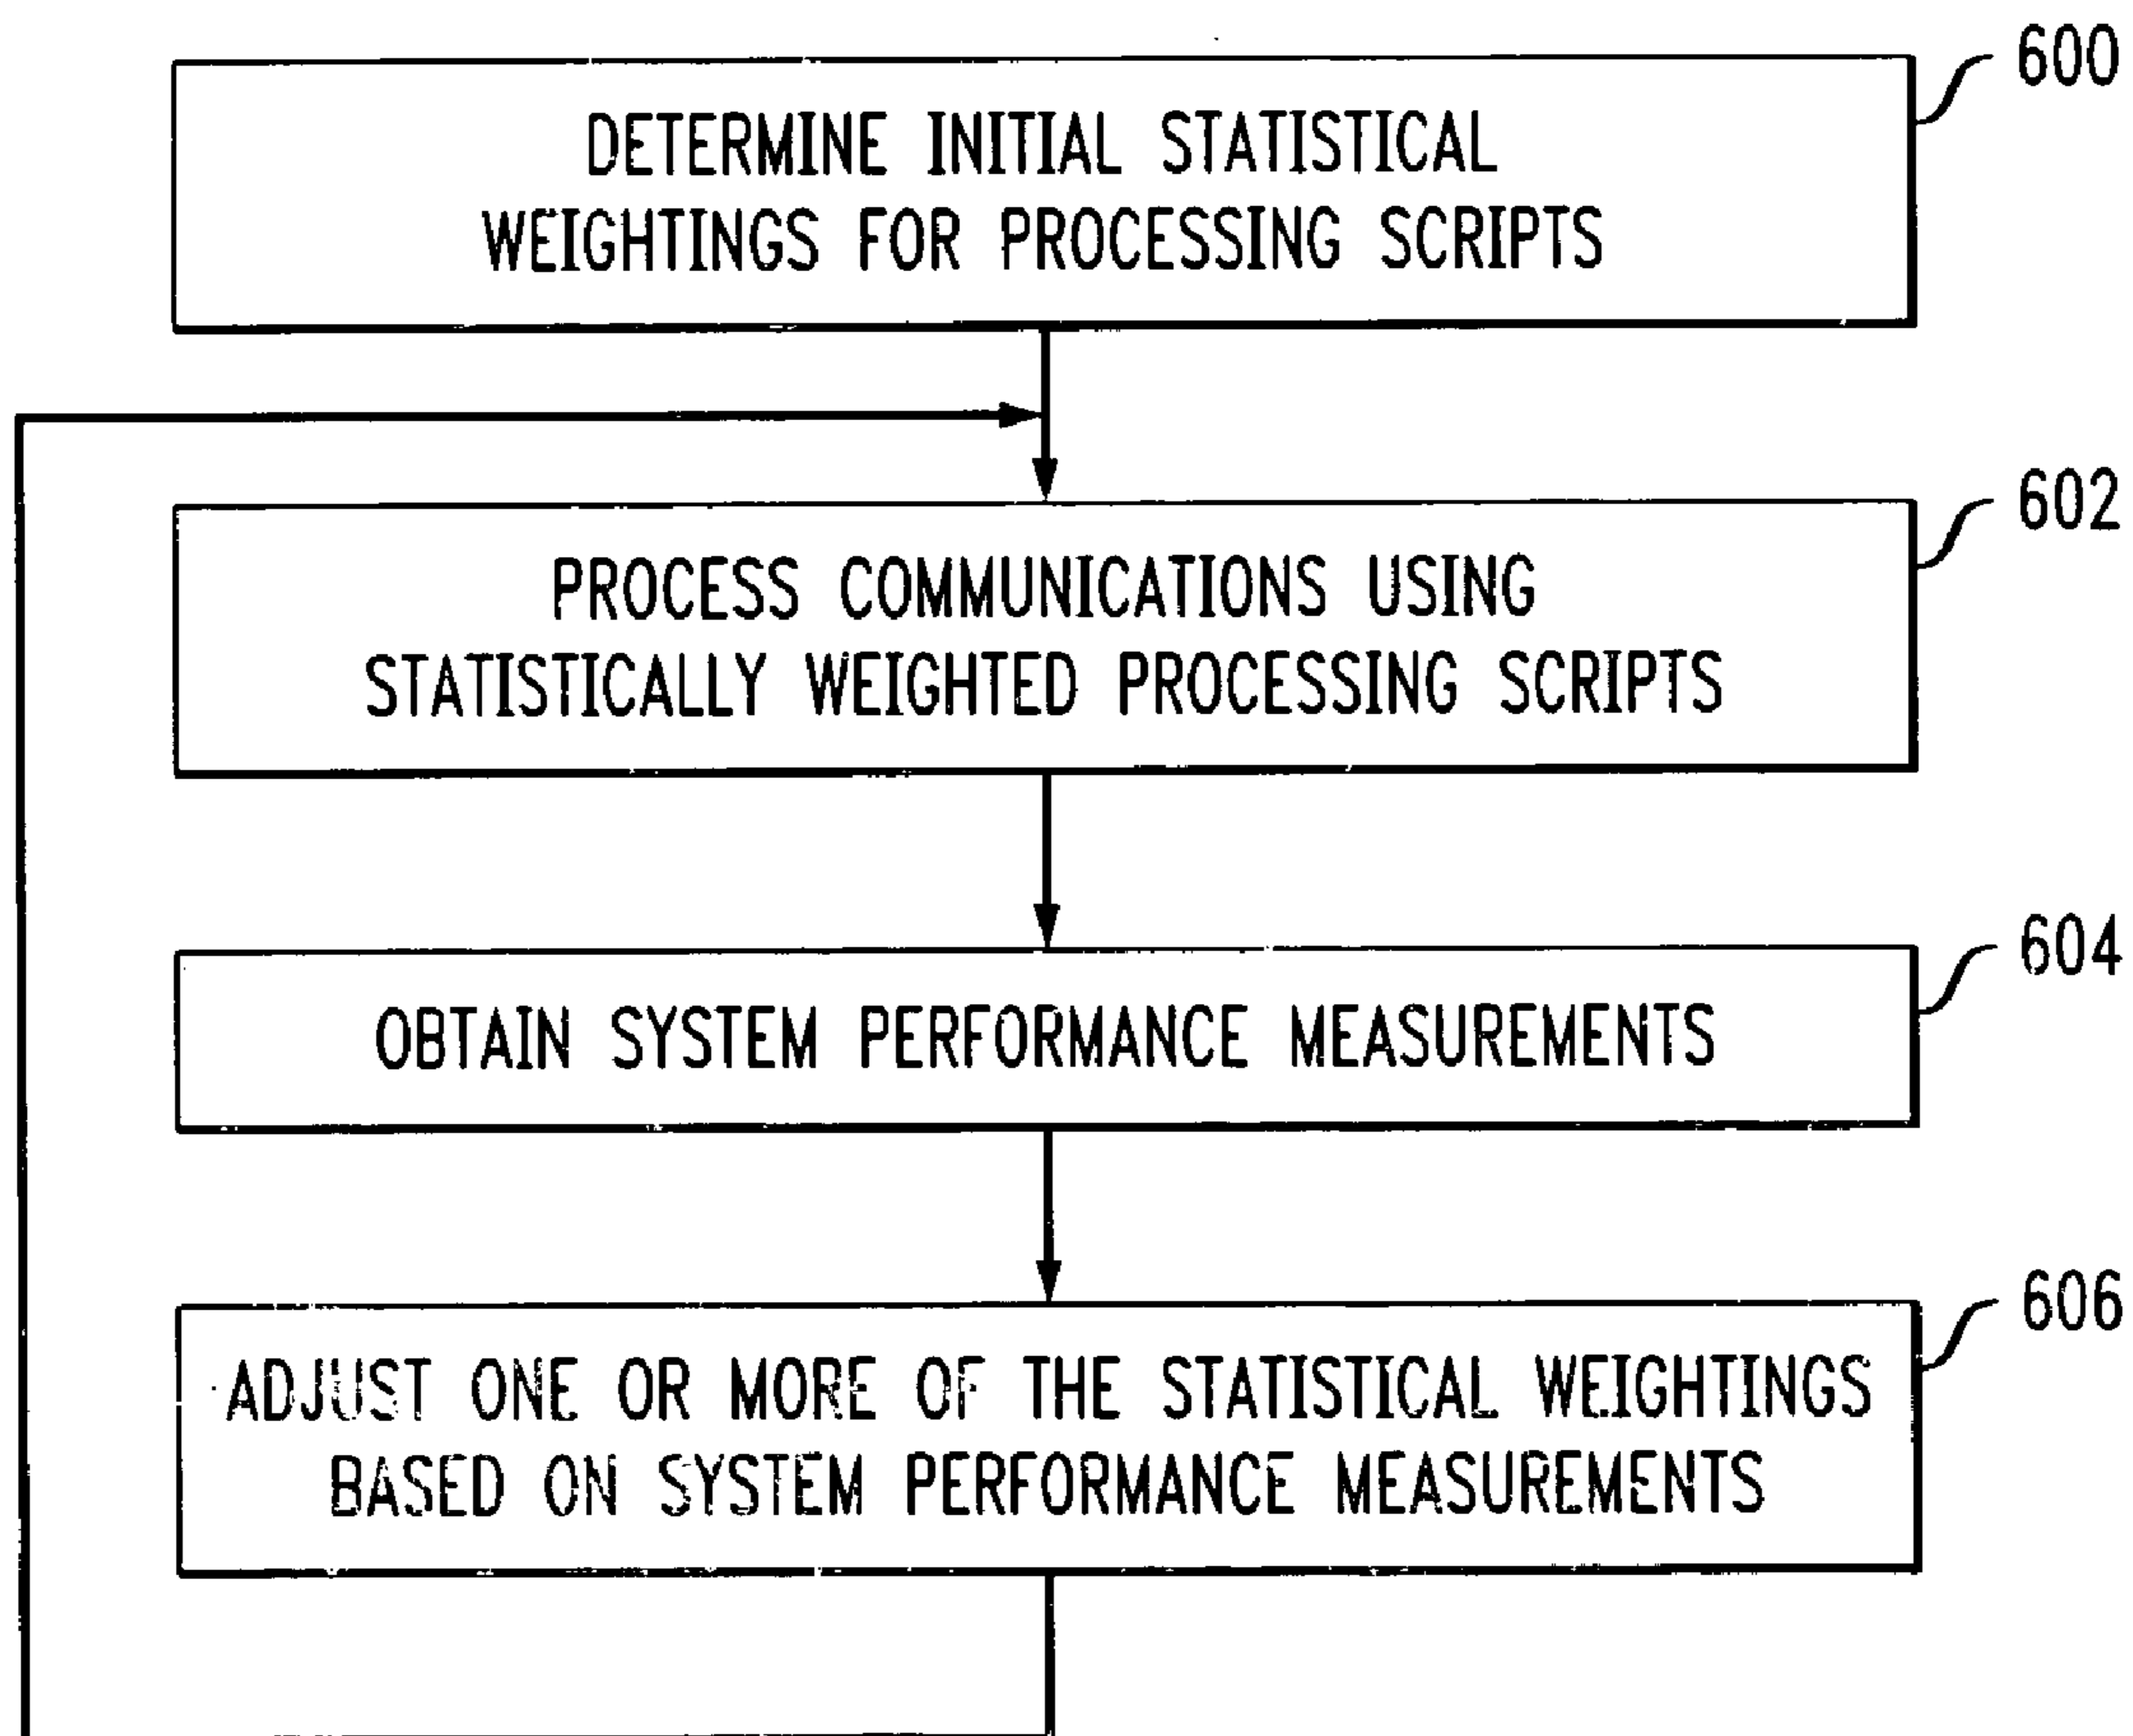 600
DETERMINE INITIAL STATISTICAL
WEIGHTINGS FOR PROCESSING SCRIPTS
602
PROCESS COMMUNICATIONS USING
STATISTICALLY WEIGHTED PROCESSING SCRIPTS
604
OBTAIN SYSTEM PERFORMANCE MEASUREMENTS
606
ADJUST ONE OR MORE OF THE STATISTICAL WEIGHTINGS
BASED ON SYSTEM PERFORMANCE MEASUREMENTS